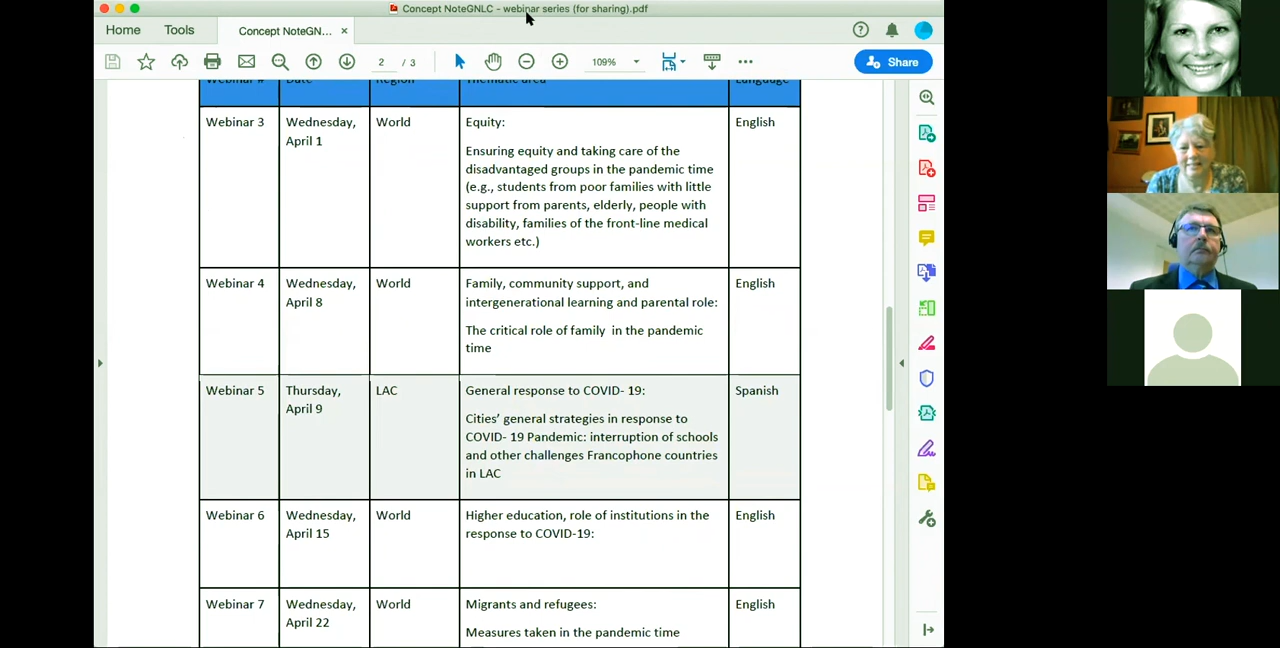 Concept NoteGNLC - webinar series (for sharing).pdf
Home Tools Concept NoteGN... ×
2 / 3 109% Share
Webinar # Date Region Thematic area Language
Webinar 3 Wednesday, World Equity: English
April 1
Ensuring equity and taking care of the
disadvantaged groups in the pandemic time
(e.g., students from poor families with little
support from parents, elderly, people with
disability, families of the front-line medical
workers etc.)
Webinar 4 Wednesday, World Family, community support, and English
April 8 intergenerational learning and parental role:
The critical role of family in the pandemic
time
Webinar 5 Thursday, LAC General response to COVID- 19: Spanish
April 9
Cities’ general strategies in response to
COVID- 19 Pandemic: interruption of schools
and other challenges Francophone countries
in LAC
Webinar 6 Wednesday, World Higher education, role of institutions in the English
April 15 response to COVID-19:
Webinar 7 Wednesday, World Migrants and refugees: English
April 22
Measures taken in the pandemic time